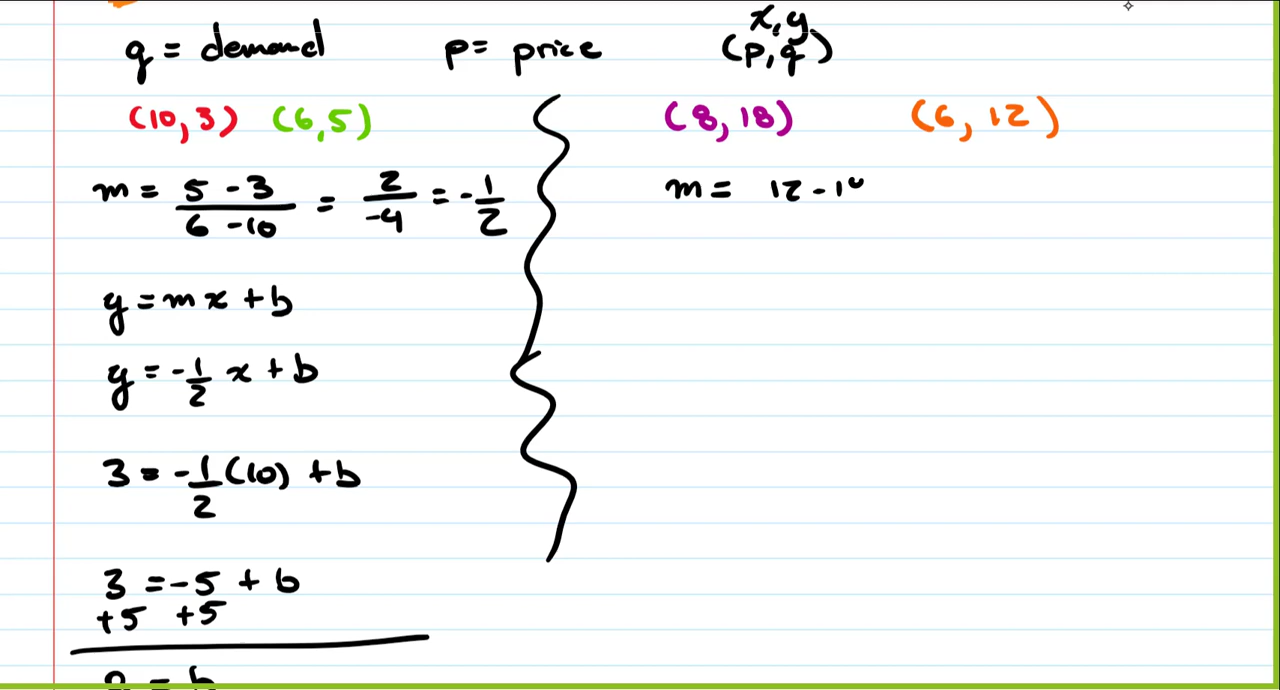 x,y
q = demand p= price (p,q)
(10,3) (6,5)
m = 5 - 3 / 6 - 10 = 2 / -4 = - 1 / 2
y = mx + b
y = - 1 / 2 x + b
3 = - 1 / 2 (10) + b
3 = -5 + b
+5 +5
(8,18) (6,12)
m = 12 - 1